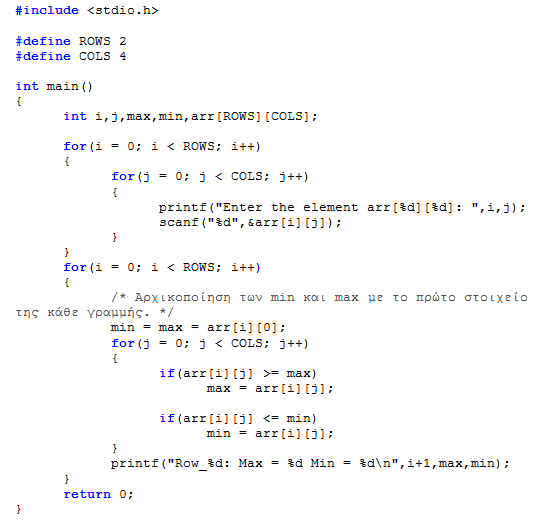 #include <stdio.h>
#define ROWS 2
#define COLS 4
int main()
{
int i,j,max,min,arr[ROWS][COLS];
for(i = 0; i < ROWS; i++)
{
for(j = 0; j < COLS; j++)
{
printf("Enter the element arr[%d][%d]: ",i,j);
scanf("%d",&arr[i][j]);
}
}
for(i = 0; i < ROWS; i++)
{
/* Αρχικοποίηση των min και max με το πρώτο στοιχείο
της κάθε γραμμής. */
min = max = arr[i][0];
for(j = 0; j < COLS; j++)
{
if(arr[i][j] >= max)
max = arr[i][j];
if(arr[i][j] <= min)
min = arr[i][j];
}
printf("Row_%d: Max = %d Min = %d\n",i+1,max,min);
}
return 0;
}